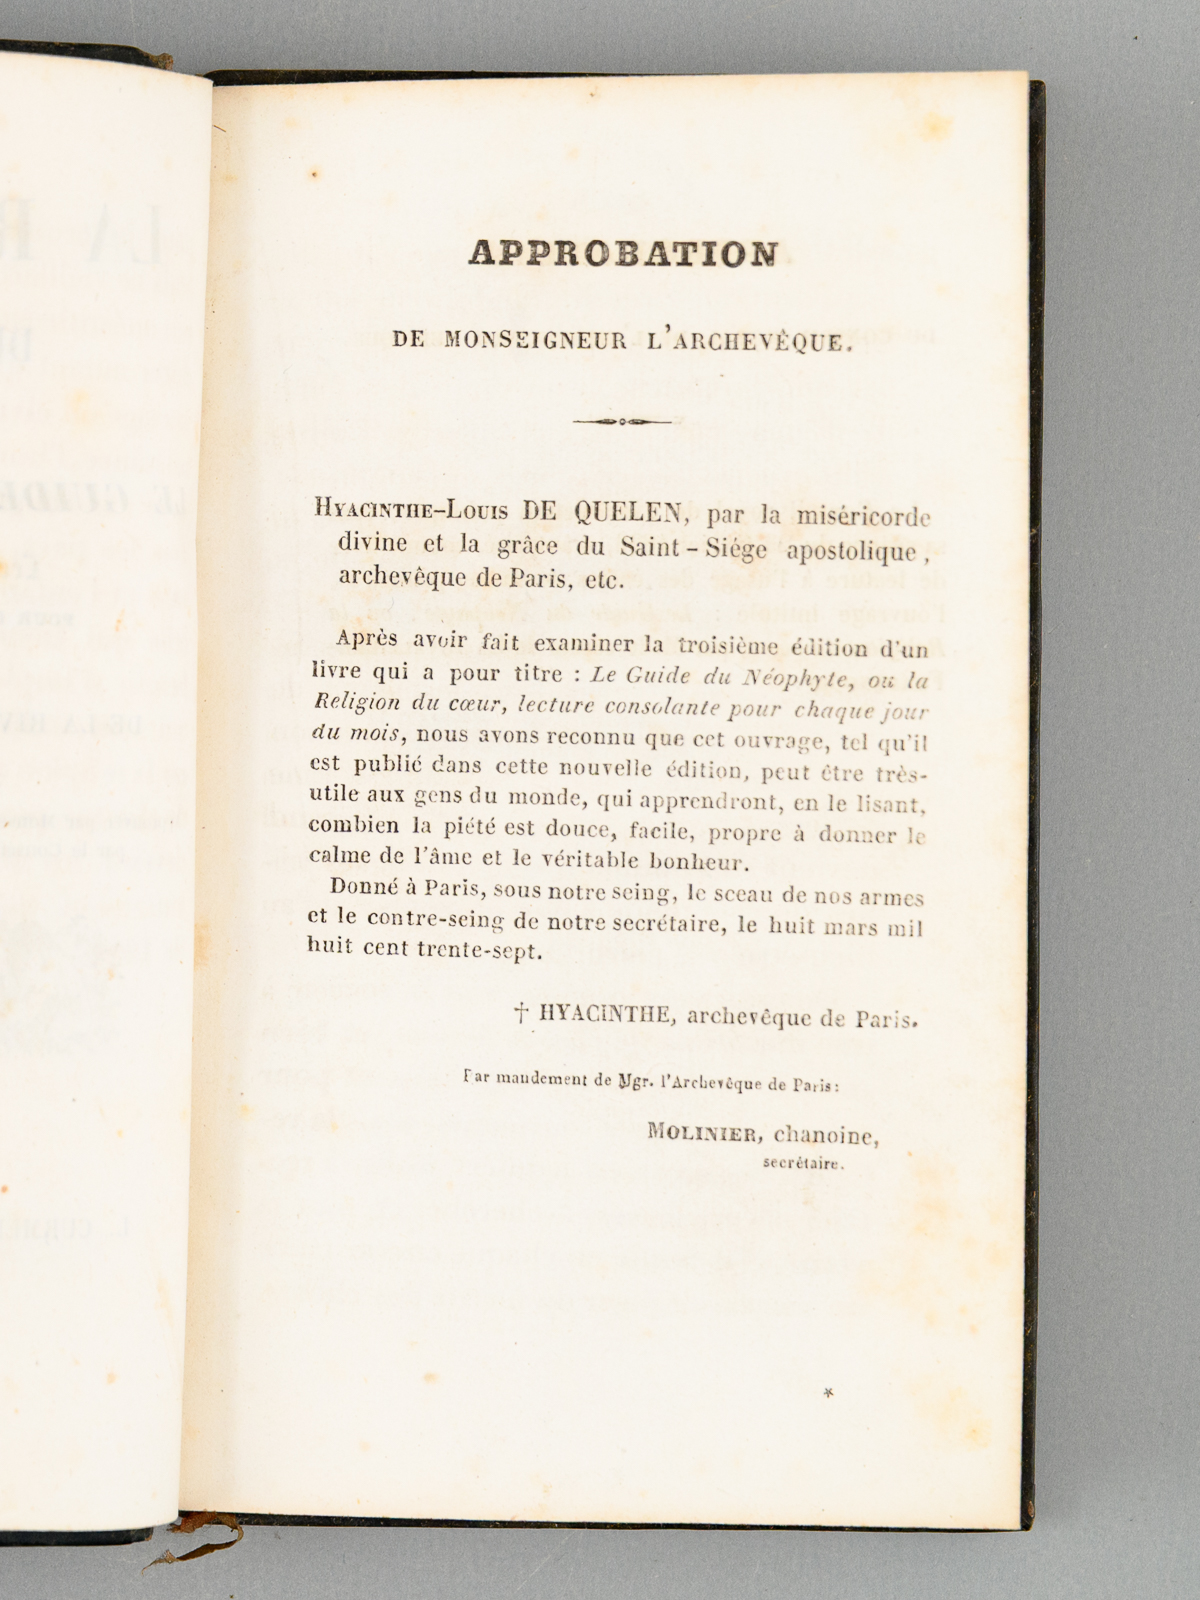 APPROBATION
DE MONSEIGNEUR L'ARCHEVÊQUE.
HYACINTHE-LOUIS DE QUELEN, par la miséricorde
divine et la grâce du Saint-Siége apostolique,
archevêque de Paris, etc.
Après avoir fait examiner la troisième édition d'un
livre qui a pour titre : Le Guide du Néophyte, ou la
Religion du cœur, lecture consolante pour chaque jour
du mois, nous avons reconnu que cet ouvrage, tel qu'il
est publié dans cette nouvelle édition, peut être très-
utile aux gens du monde, qui apprendront, en le lisant,
combien la piété est douce, facile, propre à donner le
calme de l'âme et le véritable bonheur.
Donné à Paris, sous notre seing, le sceau de nos armes
et le contre-seing de notre secrétaire, le huit mars mil
huit cent trente-sept.
† HYACINTHE, archevêque de Paris.
Par mandement de Mgr. l'Archevêque de Paris:
MOLINIER, chanoine,
secrétaire.
*